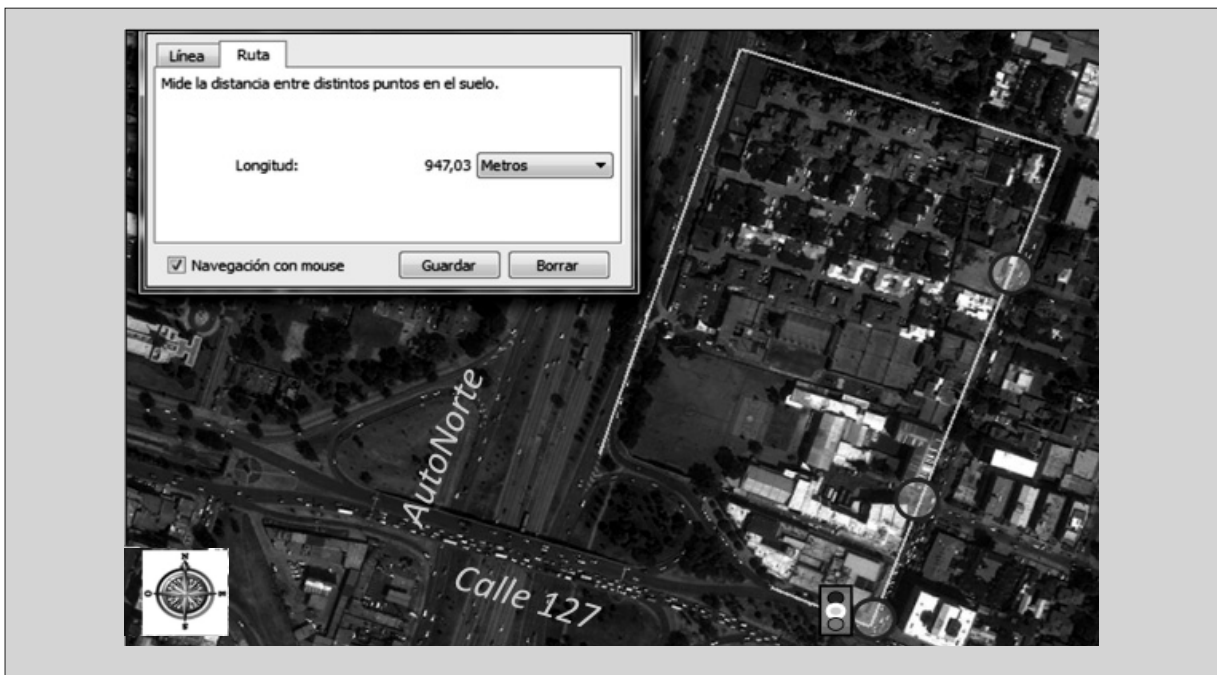 Línea Ruta
Mide la distancia entre distintos puntos en el suelo.
Longitud: 947,03 Metros
Navegación con mouse Guardar Borrar
AutoNorte
Calle 127
N
S